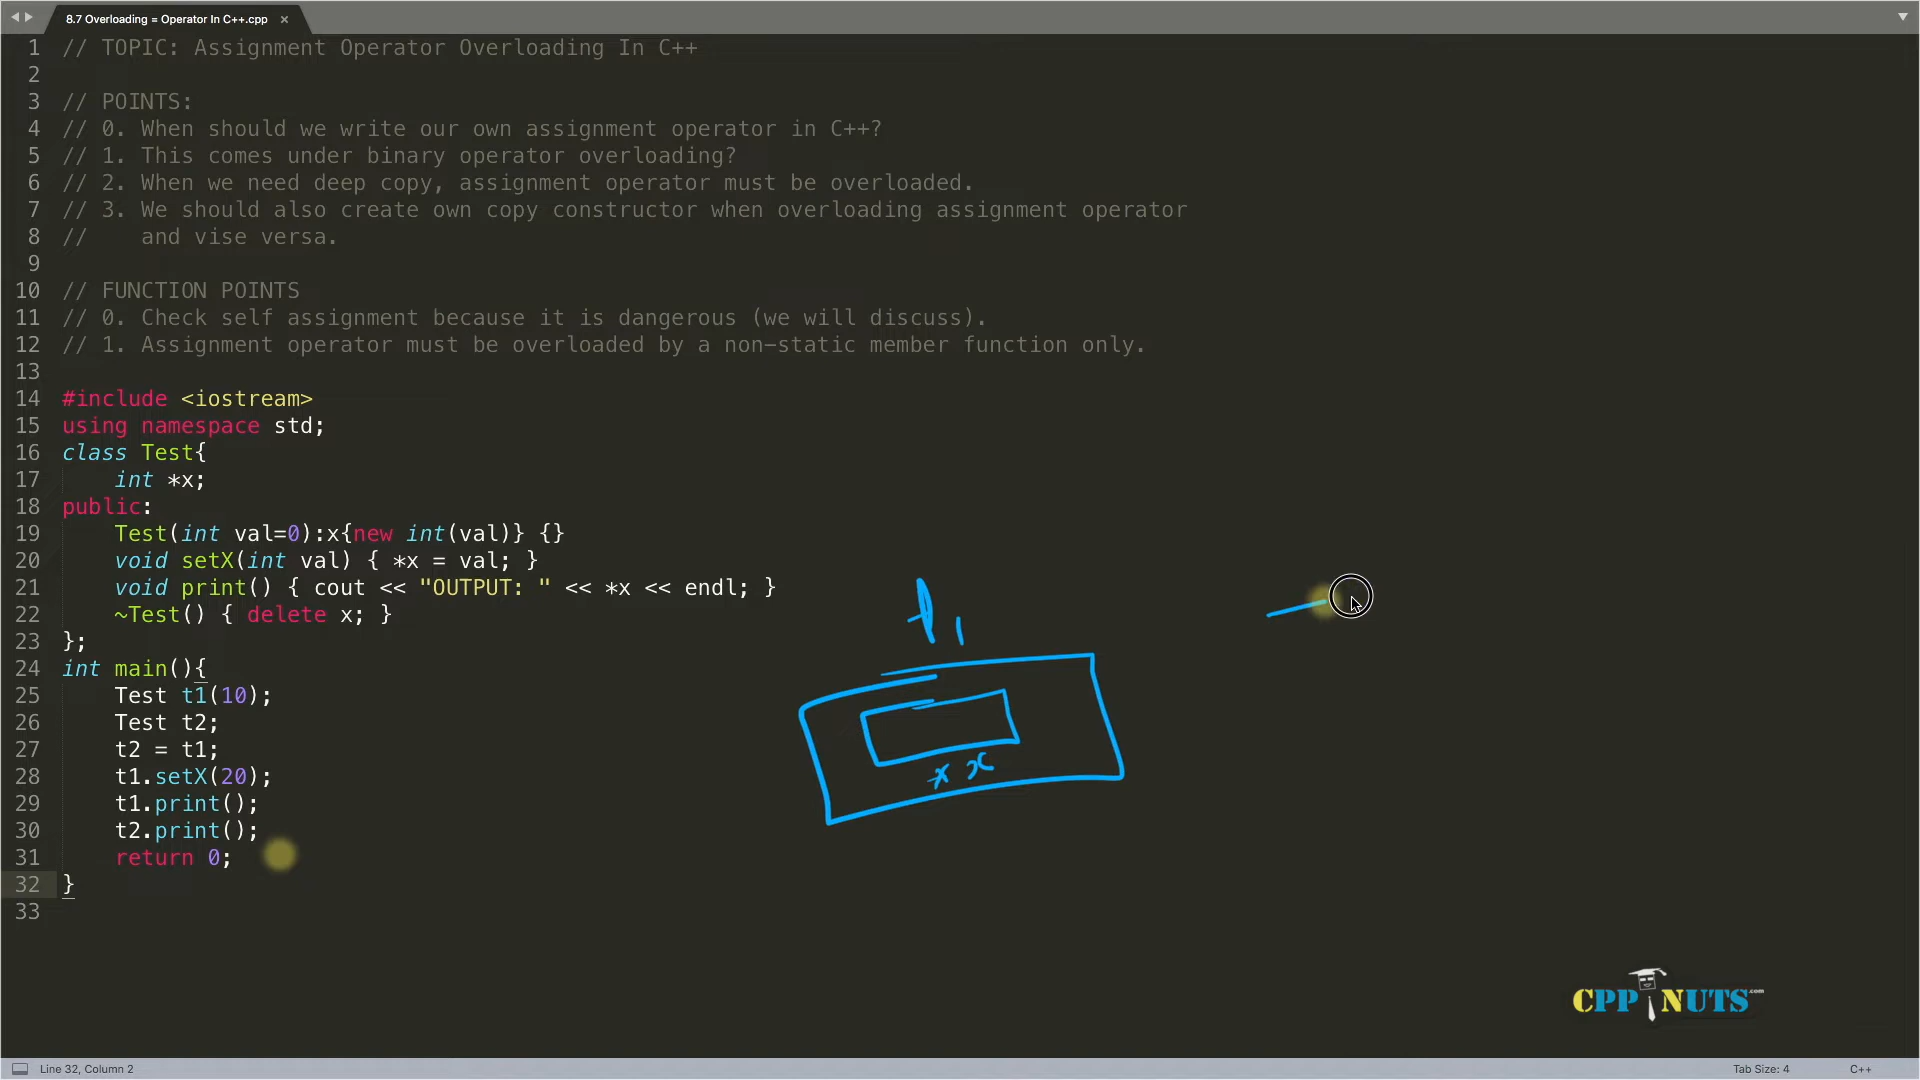 8.7 Overloading = Operator In C++.cpp ×
1 // TOPIC: Assignment Operator Overloading In C++
2
3 // POINTS:
4 // 0. When should we write our own assignment operator in C++?
5 // 1. This comes under binary operator overloading?
6 // 2. When we need deep copy, assignment operator must be overloaded.
7 // 3. We should also create own copy constructor when overloading assignment operator
8 //    and vise versa.
9
10 // FUNCTION POINTS
11 // 0. Check self assignment because it is dangerous (we will discuss).
12 // 1. Assignment operator must be overloaded by a non-static member function only.
13
14 #include <iostream>
15 using namespace std;
16 class Test{
17     int *x;
18 public:
19     Test(int val=0):x{new int(val)} {}
20     void setX(int val) { *x = val; }
21     void print() { cout << "OUTPUT: " << *x << endl; }
22     ~Test() { delete x; }
23 };
24 int main(){
25     Test t1(10);
26     Test t2;
27     t2 = t1;
28     t1.setX(20);
29     t1.print();
30     t2.print();
31     return 0;
32 }
33
t1
* x
CPP NUTS .com
Line 32, Column 2
Tab Size: 4
C++